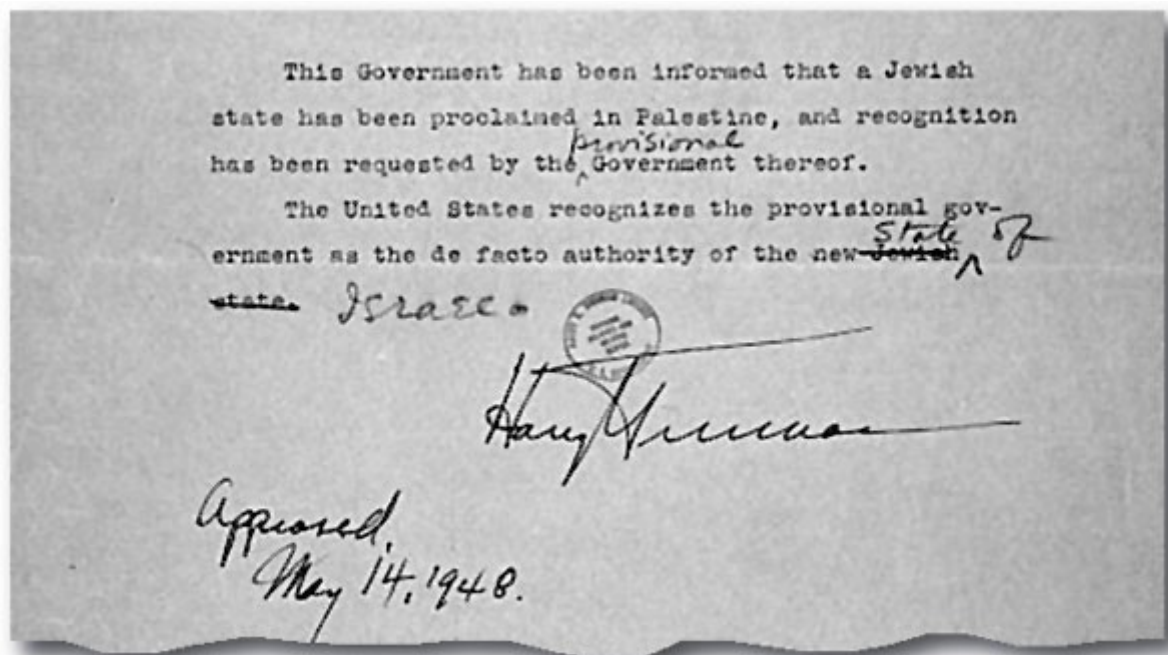 This Government has been informed that a Jewish
state has been proclaimed in Palestine, and recognition
provisional
has been requested by the Government thereof.
The United States recognizes the provisional gov-
State of
ernment as the de facto authority of the new Jewish
state. Israel.
Harry Truman
Approved,
May 14, 1948.